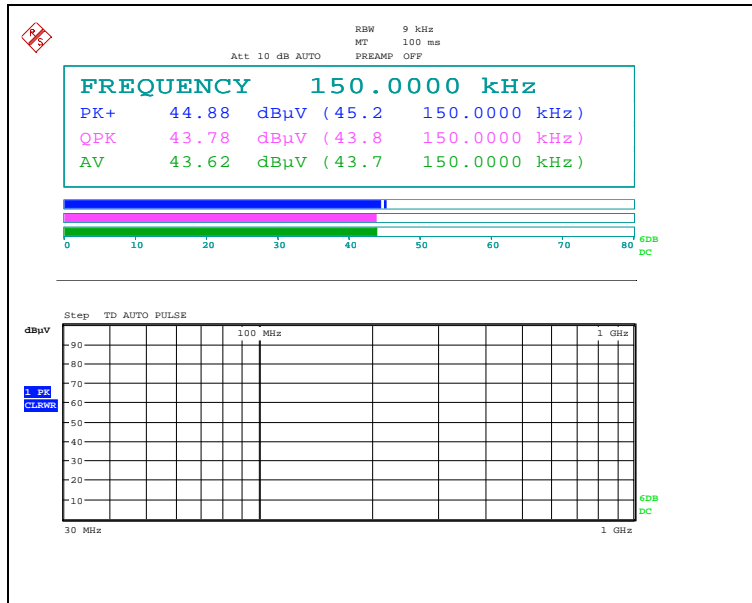 R S
RBW 9 kHz
MT 100 ms
Att 10 dB AUTO PREAMP OFF
FREQUENCY 150.0000 kHz
PK+ 44.88 dBµV (45.2 150.0000 kHz)
QPK 43.78 dBµV (43.8 150.0000 kHz)
AV 43.62 dBµV (43.7 150.0000 kHz)
0 10 20 30 40 50 60 70 80
6DB
DC
Step TD AUTO PULSE
dBµV
100 MHz 1 GHz
90
80
70
1 PK
CLRWR
60
50
40
30
20
10
6DB
DC
30 MHz 1 GHz